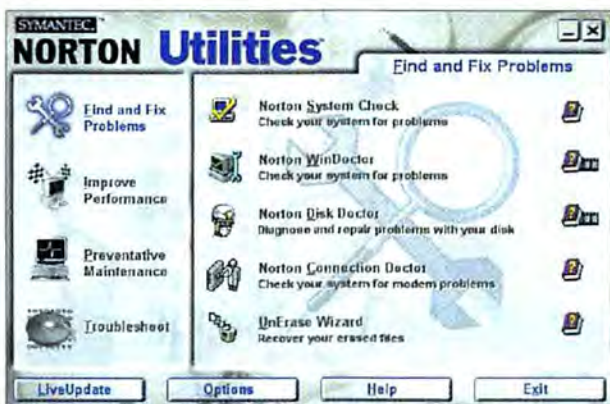 SYMANTEC.
NORTON Utilities
Find and Fix Problems
Find and Fix
Problems
Improve
Performance
Preventative
Maintenance
Troubleshoot
Norton System Check
Check your system for problems
Norton WinDoctor
Check your system for problems
Norton Disk Doctor
Diagnose and repair problems with your disk
Norton Connection Doctor
Check your system for modem problems
UnErase Wizard
Recover your erased files
LiveUpdate
Options
Help
Exit